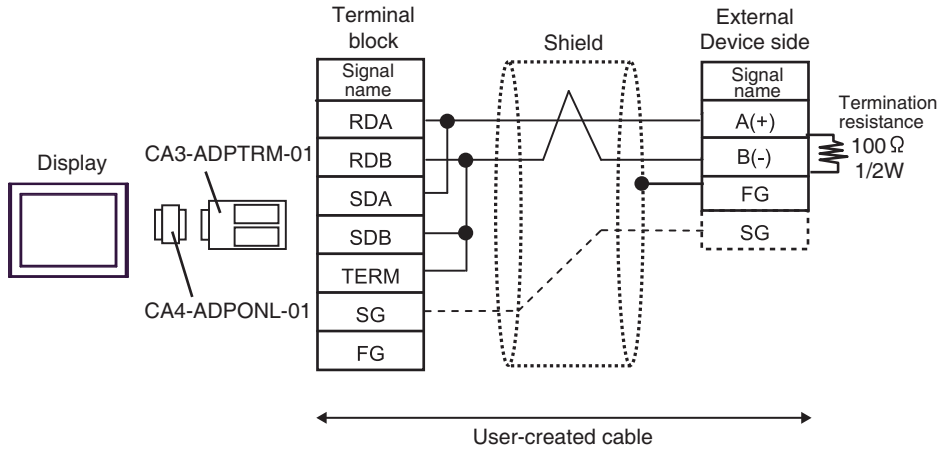 Terminal
block
Shield
External
Device side
Signal
name
Signal
name
Termination
resistance
100 Ω
1/2W
Display
CA3-ADPTRM-01
CA4-ADPONL-01
RDA
RDB
SDA
SDB
TERM
SG
FG
A(+)
B(-)
FG
SG
User-created cable